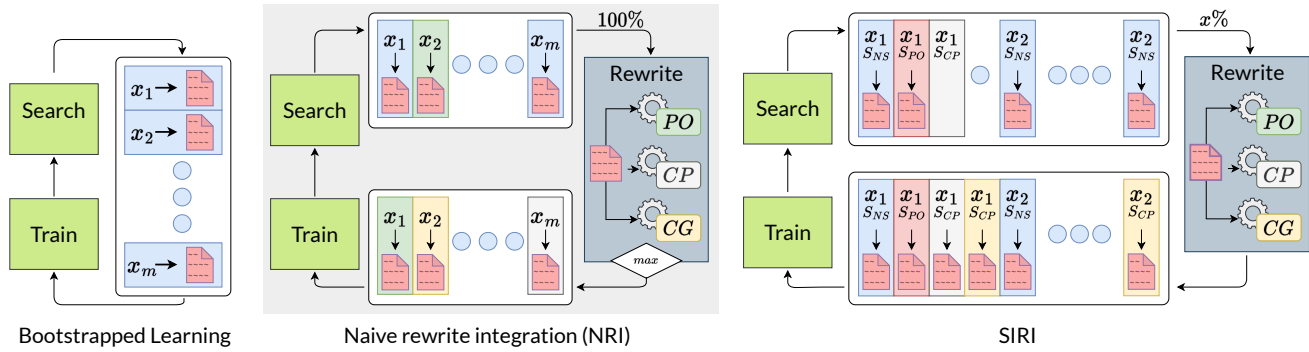 Search
Train
x1
x2
xm
Bootstrapped Learning
x1
x2
xm
100%
Search
Rewrite
PO
CP
CG
max
Train
x1
x2
xm
Naive rewrite integration (NRI)
x1 x1 x1 x2 x2
SNS SPO SCP SNS SNS
x%
Search
Rewrite
PO
CP
CG
Train
x1 x1 x1 x1 x2 x2
SNS SPO SCP SCP SNS SCP
SIRI